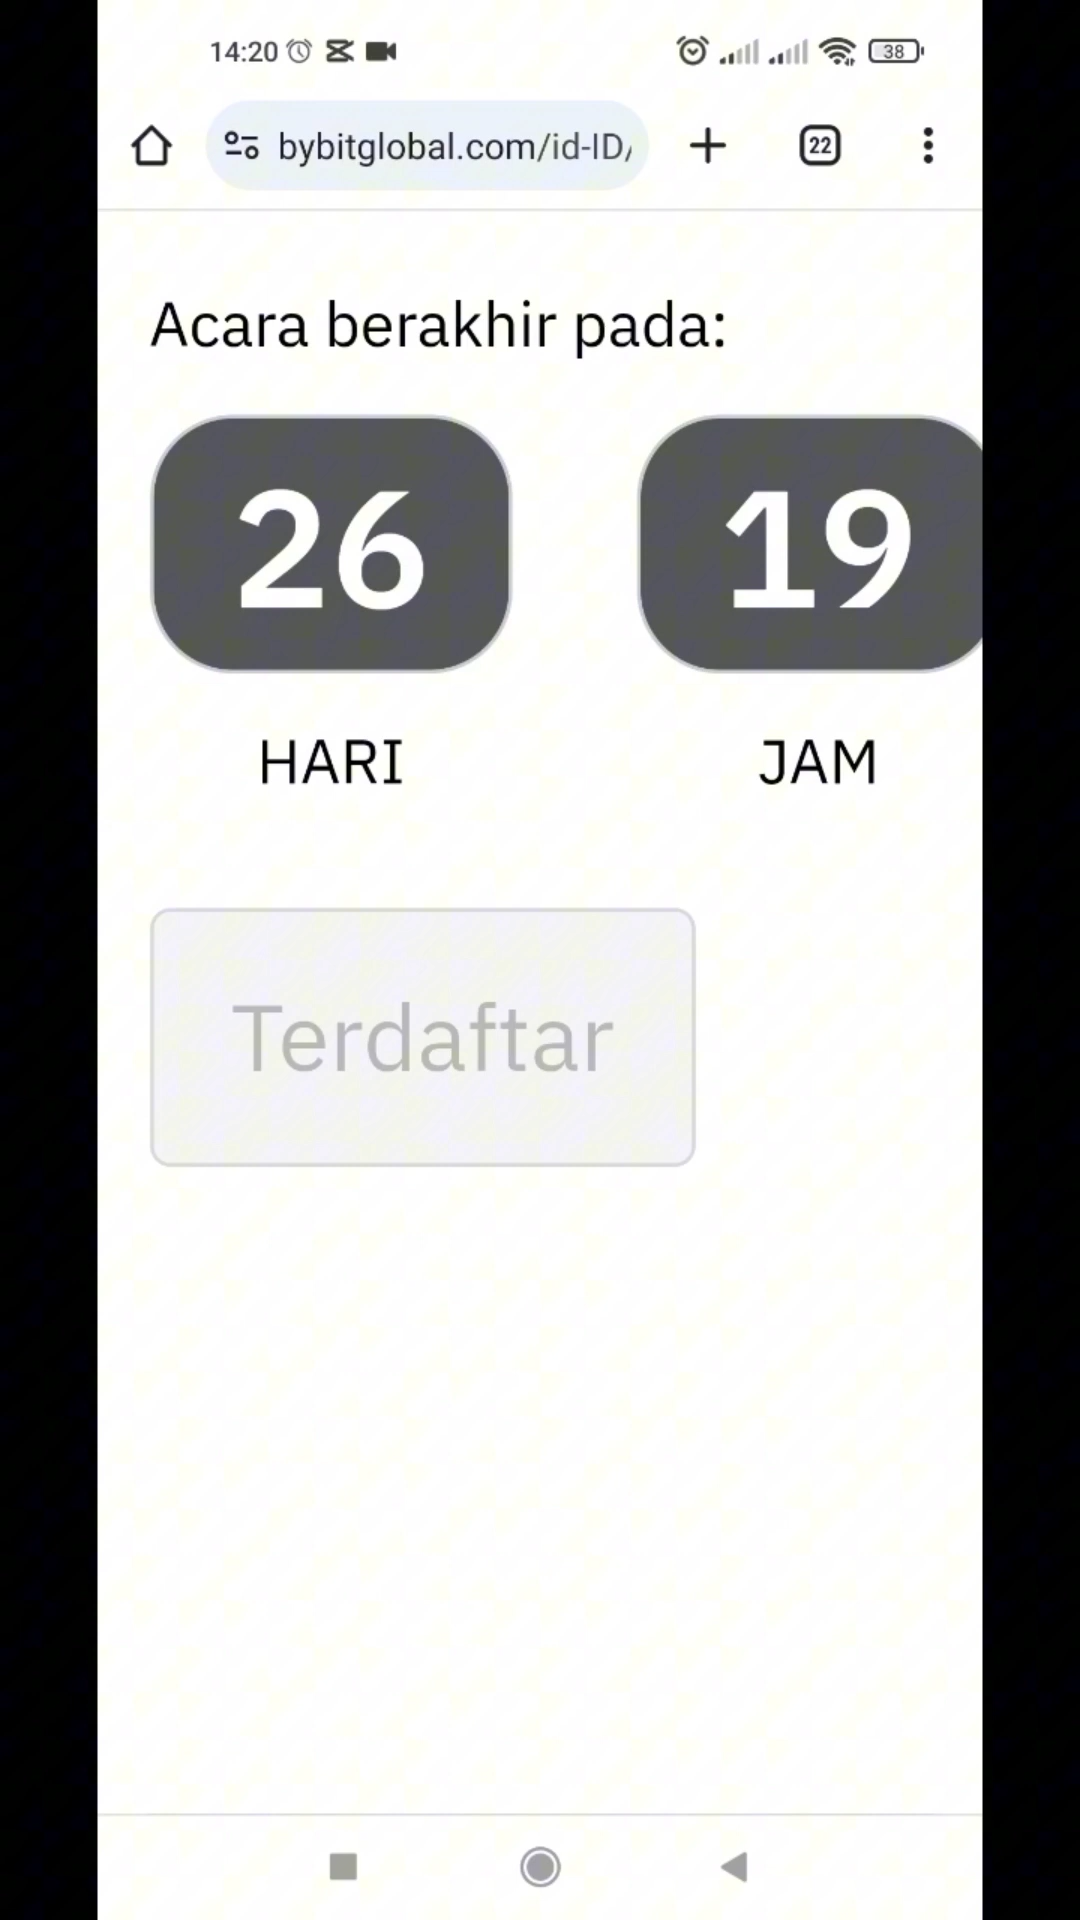 14:20
38
bybitglobal.com/id-ID/
22
Acara berakhir pada:
26 19
HARI JAM
Terdaftar